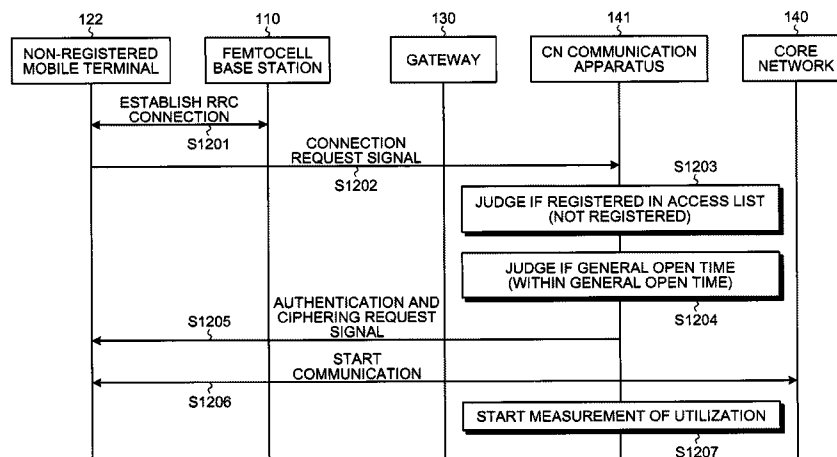 122
110
130
141
140
NON-REGISTERED
MOBILE TERMINAL
FEMTOCELL
BASE STATION
GATEWAY
CN COMMUNICATION
APPARATUS
CORE
NETWORK
ESTABLISH RRC
CONNECTION
S1201
CONNECTION
REQUEST SIGNAL
S1202
S1203
JUDGE IF REGISTERED IN ACCESS LIST
(NOT REGISTERED)
JUDGE IF GENERAL OPEN TIME
(WITHIN GENERAL OPEN TIME)
S1204
AUTHENTICATION AND
CIPHERING REQUEST
SIGNAL
S1205
START
COMMUNICATION
S1206
START MEASUREMENT OF UTILIZATION
S1207